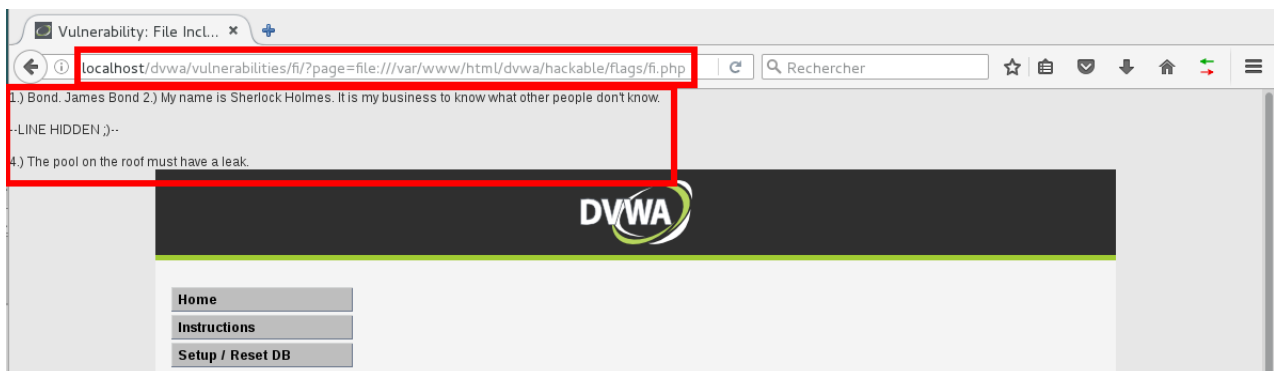 Vulnerability: File Incl...
localhost/dvwa/vulnerabilities/fi/?page=file:///var/www/html/dvwa/hackable/flags/fi.php
Rechercher
1.) Bond. James Bond 2.) My name is Sherlock Holmes. It is my business to know what other people don't know.
--LINE HIDDEN ;)--
4.) The pool on the roof must have a leak.
DVWA
Home
Instructions
Setup / Reset DB